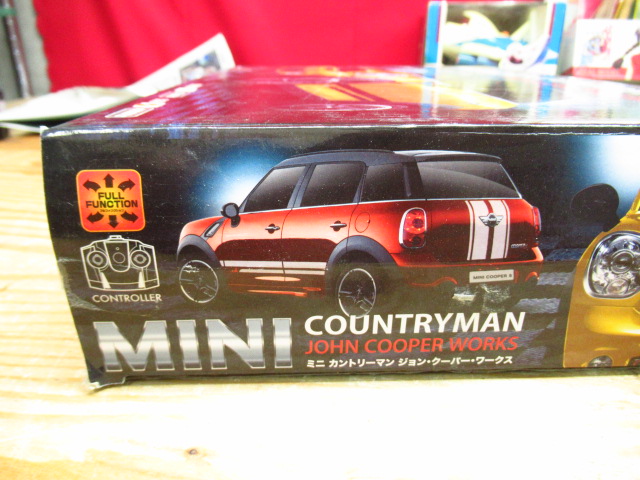 FULL
FUNCTION
CONTROLLER
MINI COOPER S
MINI
COUNTRYMAN
JOHN COOPER WORKS
ミニ カントリーマン ジョン・クーパー・ワークス